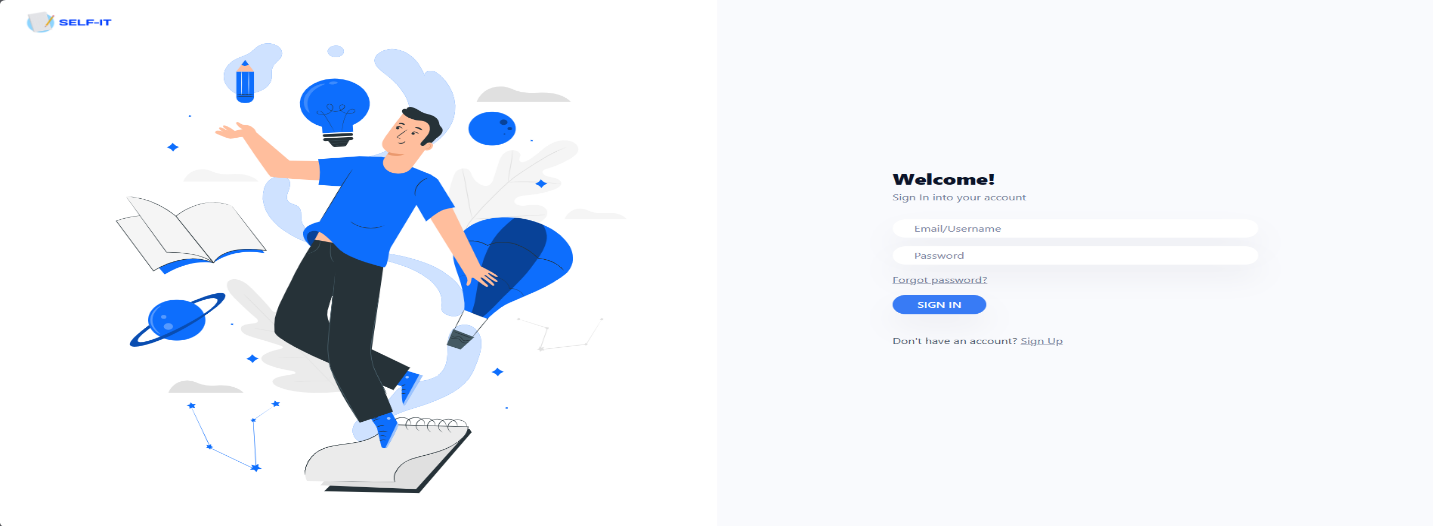 SELF-IT
Welcome!
Sign In into your account
Email/Username
Password
Forgot password?
SIGN IN
Don't have an account? Sign Up